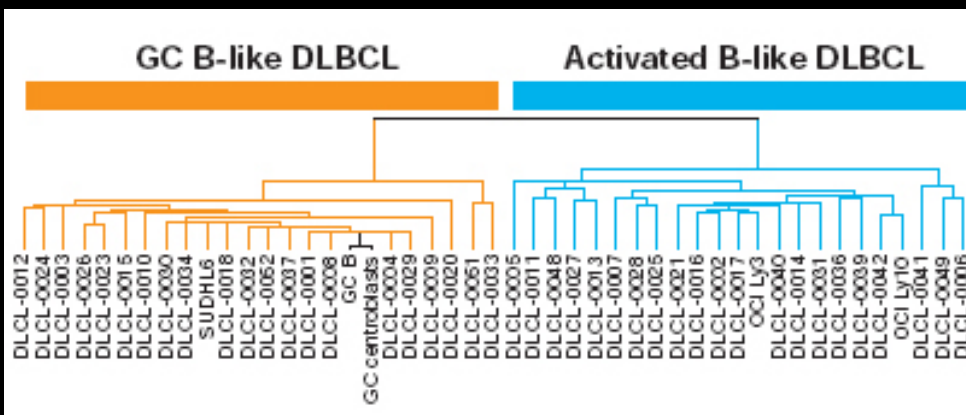 GC B-like DLBCL
Activated B-like DLBCL
DLCL-0012
DLCL-0024
DLCL-0003
DLCL-0026
DLCL-0023
DLCL-0015
DLCL-0010
DLCL-0030
DLCL-0034
SUDHL6
DLCL-0018
DLCL-0032
DLCL-0052
DLCL-0037
DLCL-0001
DLCL-0008
GC B
GC centroblasts
DLCL-0004
DLCL-0029
DLCL-0009
DLCL-0020
DLCL-0051
DLCL-0033
DLCL-0005
DLCL-0011
DLCL-0048
DLCL-0027
DLCL-0013
DLCL-0007
DLCL-0028
DLCL-0025
DLCL-0021
DLCL-0016
DLCL-0002
DLCL-0017
OCI Ly3
DLCL-0040
DLCL-0014
DLCL-0031
DLCL-0036
DLCL-0039
DLCL-0042
OCI Ly10
DLCL-0041
DLCL-0049
DLCL-0006